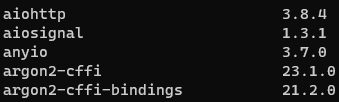 aiohttp 3.8.4
aiosignal 1.3.1
anyio 3.7.0
argon2-cffi 23.1.0
argon2-cffi-bindings 21.2.0